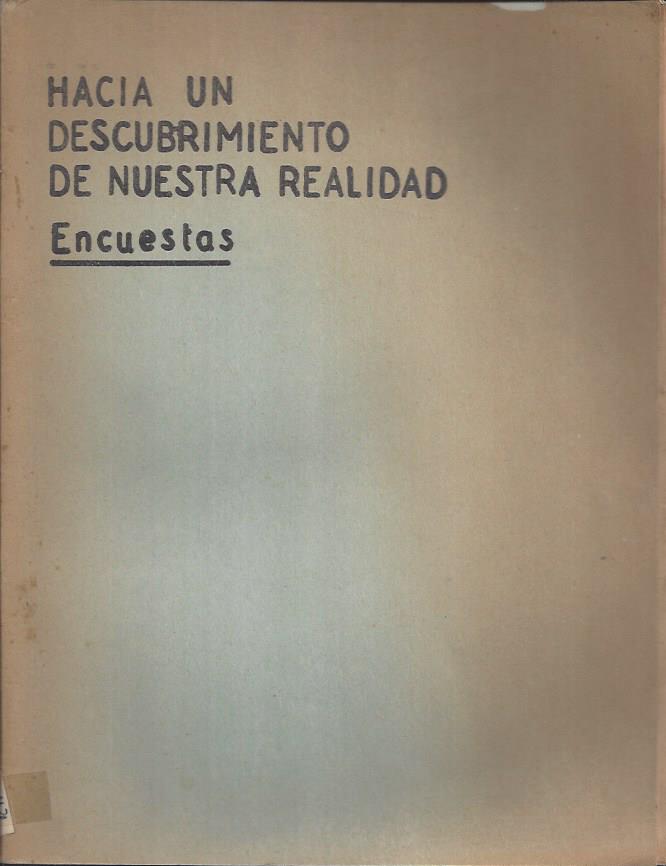 HACIA UN
DESCUBRIMIENTO
DE NUESTRA REALIDAD
Encuestas